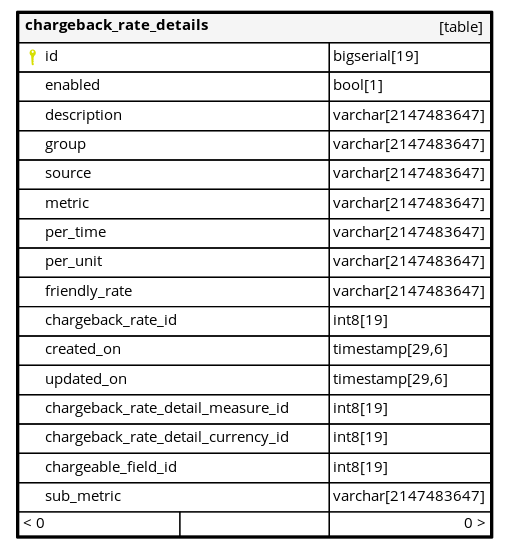 chargeback_rate_details [table]
id bigserial[19]
enabled bool[1]
description varchar[2147483647]
group varchar[2147483647]
source varchar[2147483647]
metric varchar[2147483647]
per_time varchar[2147483647]
per_unit varchar[2147483647]
friendly_rate varchar[2147483647]
chargeback_rate_id int8[19]
created_on timestamp[29,6]
updated_on timestamp[29,6]
chargeback_rate_detail_measure_id int8[19]
chargeback_rate_detail_currency_id int8[19]
chargeable_field_id int8[19]
sub_metric varchar[2147483647]
< 0 0 >